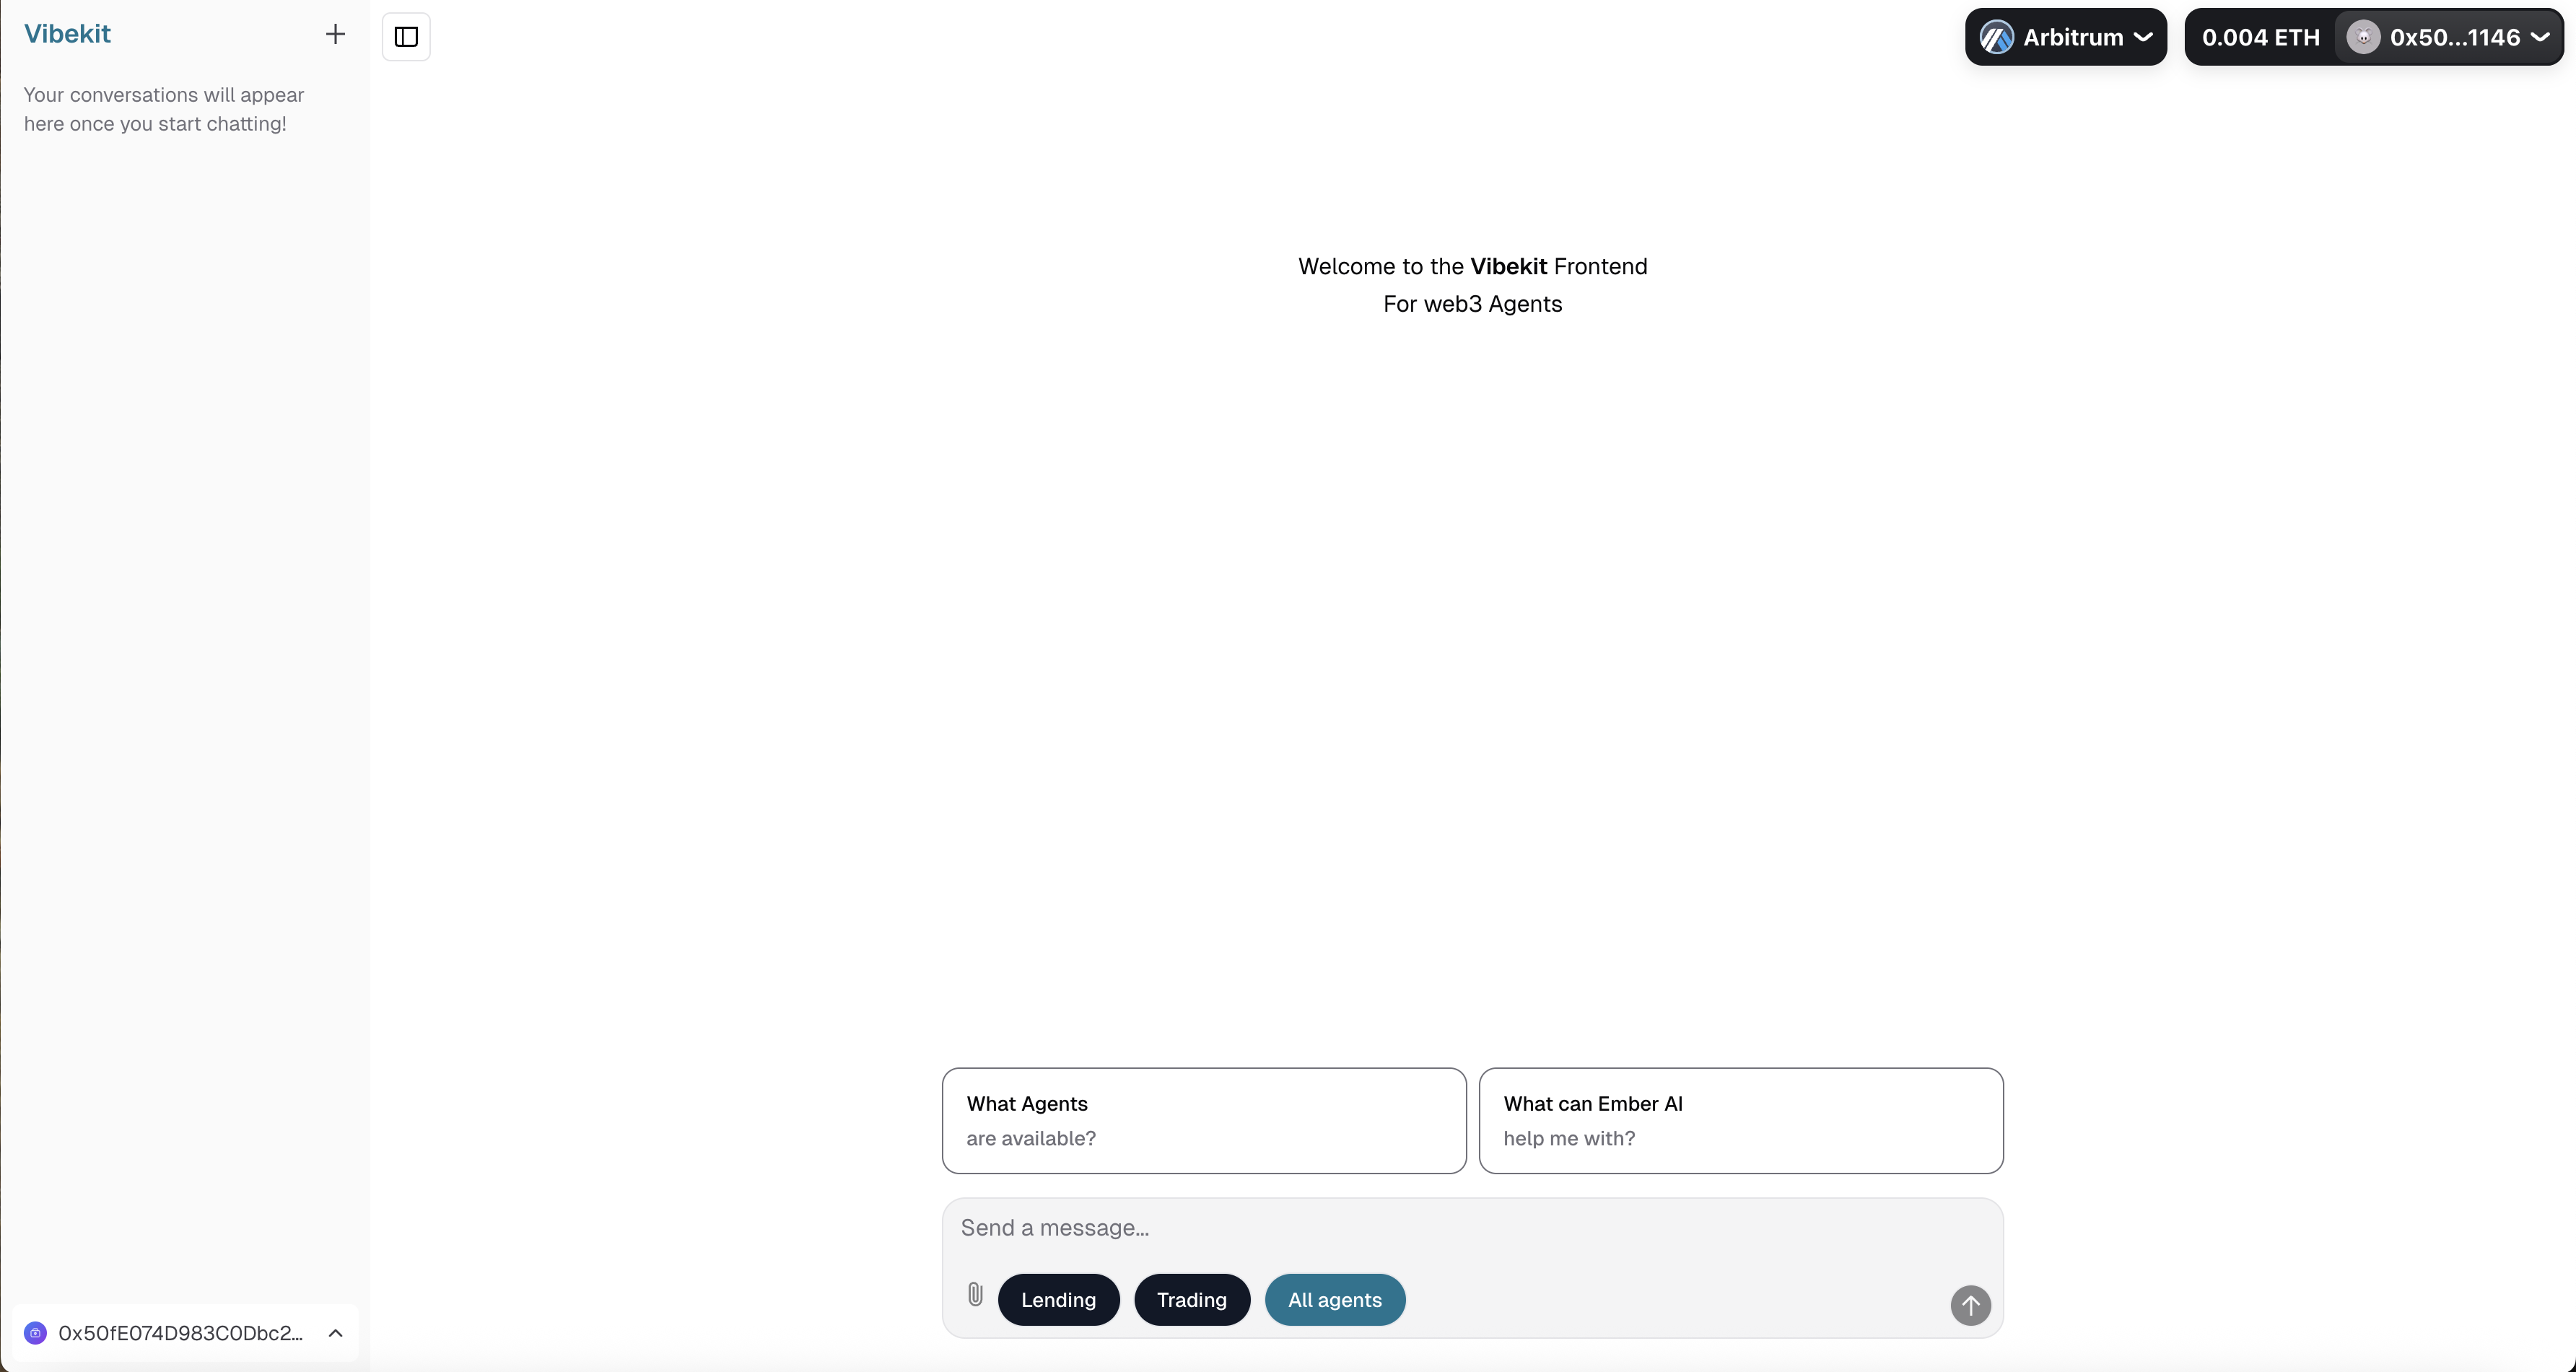 Vibekit
Your conversations will appear
here once you start chatting!
Arbitrum
0.004 ETH
0x50...1146
Welcome to the Vibekit Frontend
For web3 Agents
What Agents
are available?
What can Ember AI
help me with?
Send a message...
Lending
Trading
All agents
0x50fE074D983C0Dbc2...